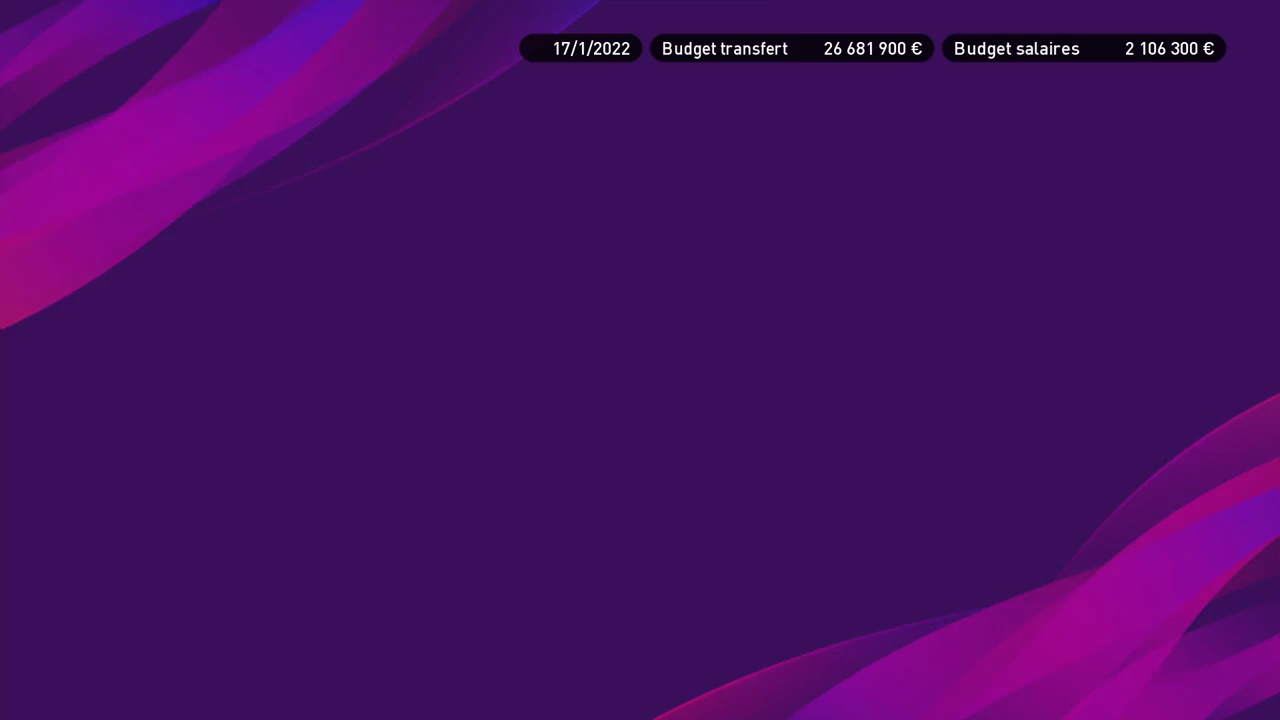 17/1/2022 Budget transfert 26 681 900 € Budget salaires 2 106 300 €